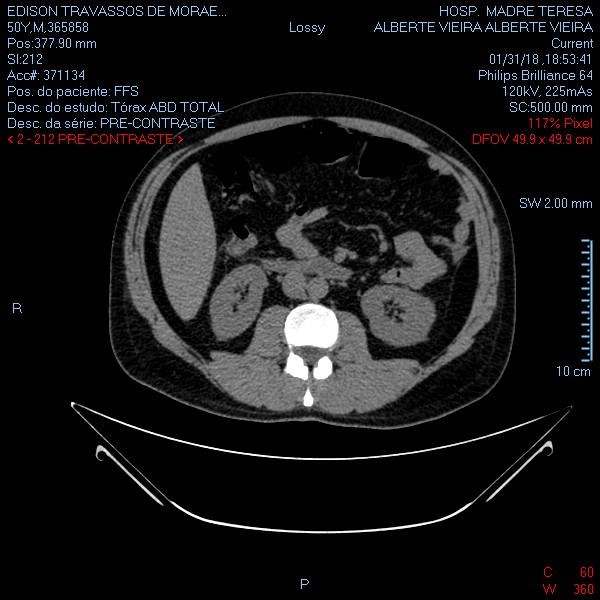 EDISON TRAVASSOS DE MORAE...
50Y,M,365858
Pos:377.90 mm
Sl:212
Acc#: 371134
Pos. do paciente: FFS
Desc. do estudo: Tórax ABD TOTAL
Desc. da série: PRE-CONTRASTE
< 2 - 212 PRE-CONTRASTE >
Lossy
HOSP. MADRE TERESA
ALBERTE VIEIRA ALBERTE VIEIRA
Current
01/31/18 ,18:53:41
Philips Brilliance 64
120kV, 225mAs
SC:500.00 mm
117% Pixel
DFOV 49.9 x 49.9 cm
SW 2.00 mm
R
10 cm
P
C 60
W 360